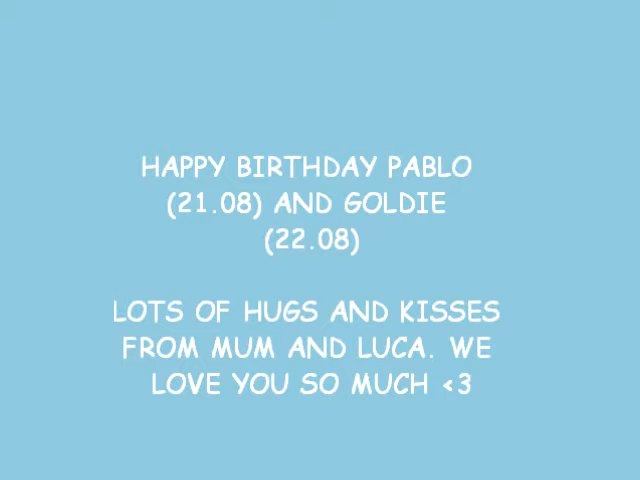 HAPPY BIRTHDAY PABLO
(21.08) AND GOLDIE
(22.08)
LOTS OF HUGS AND KISSES
FROM MUM AND LUCA. WE
LOVE YOU SO MUCH <3